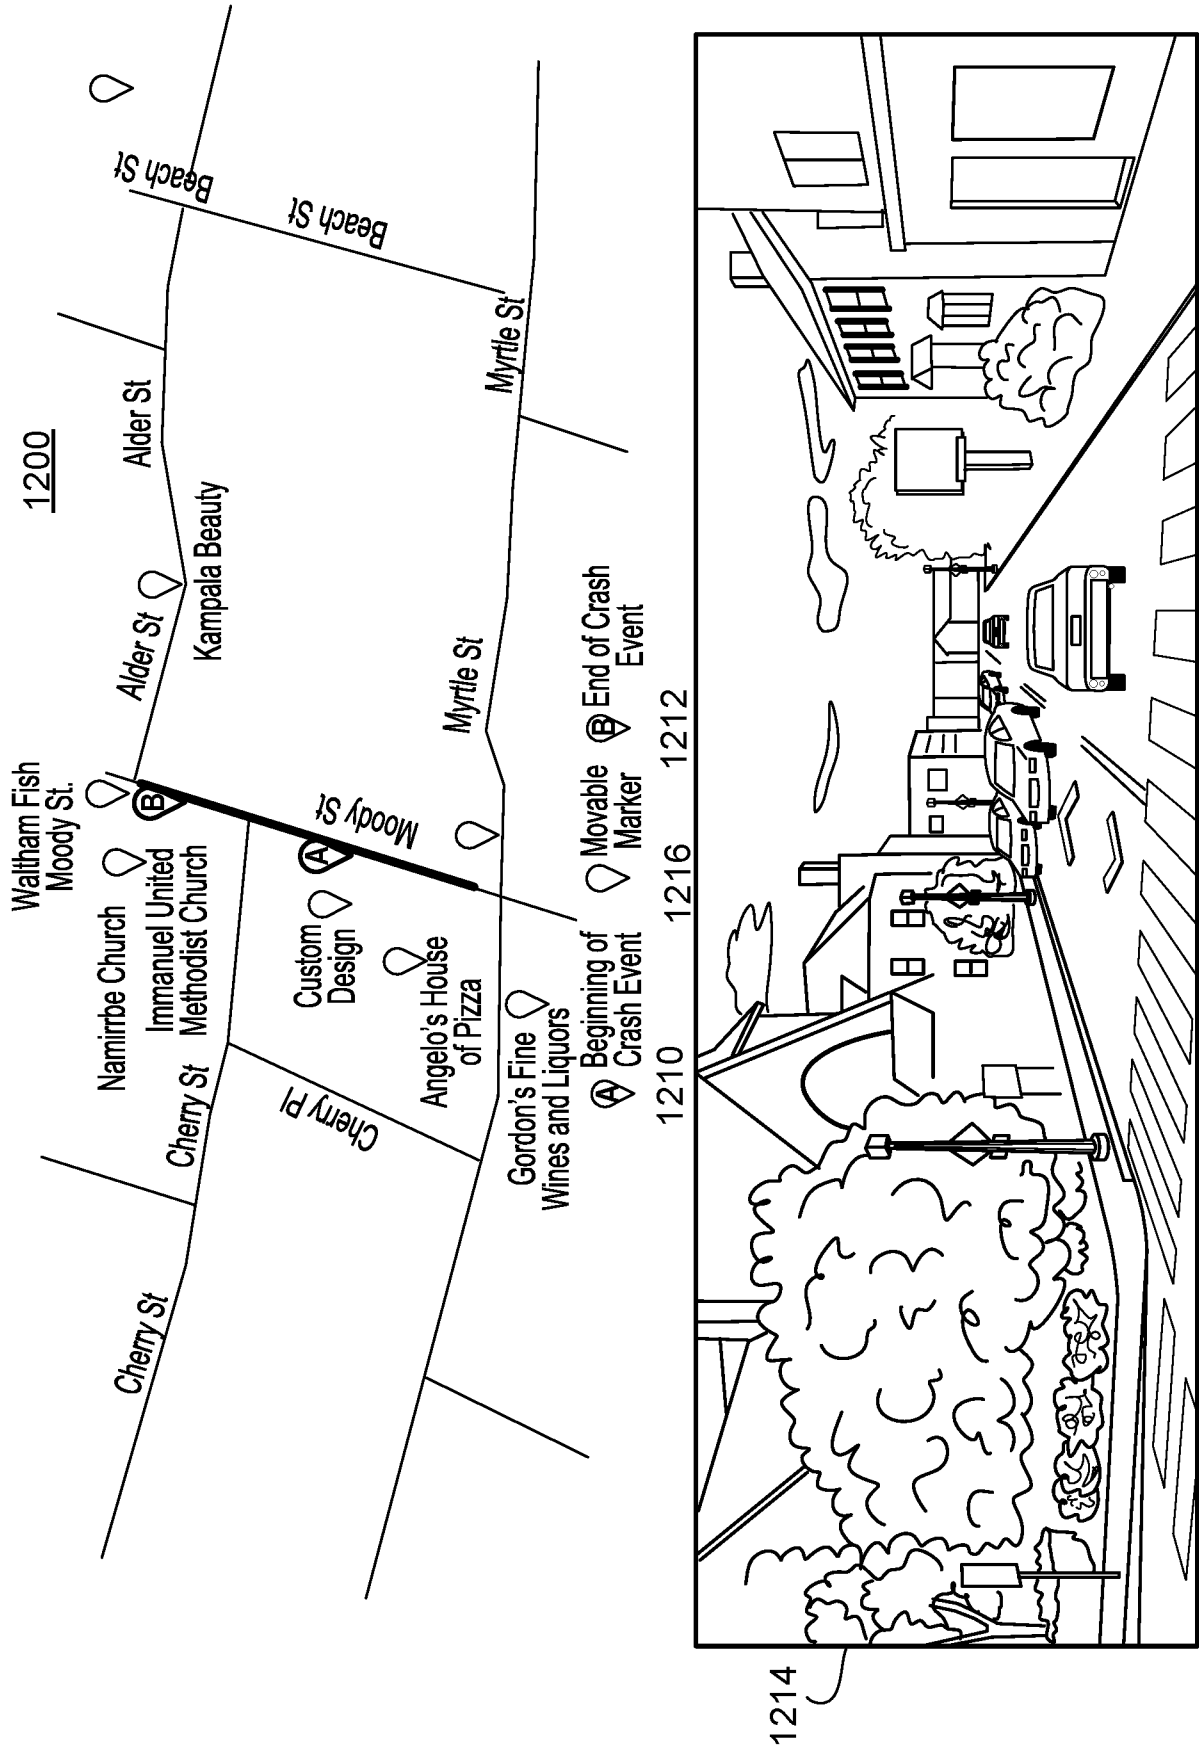 1200
Waltham Fish
Moody St.
Namirrbe Church
Immanuel United
Methodist Church
Cherry St
Cherry St
Cherry Pl
Custom
Design
Angelo's House
of Pizza
Gordon's Fine
Wines and Liquors
Moody St
A
B
Alder St
Alder St
Kampala Beauty
Myrtle St
Myrtle St
Beach St
Beach St
A Beginning of
Crash Event
1210
Movable
Marker
1216
B End of Crash
Event
1212
1214